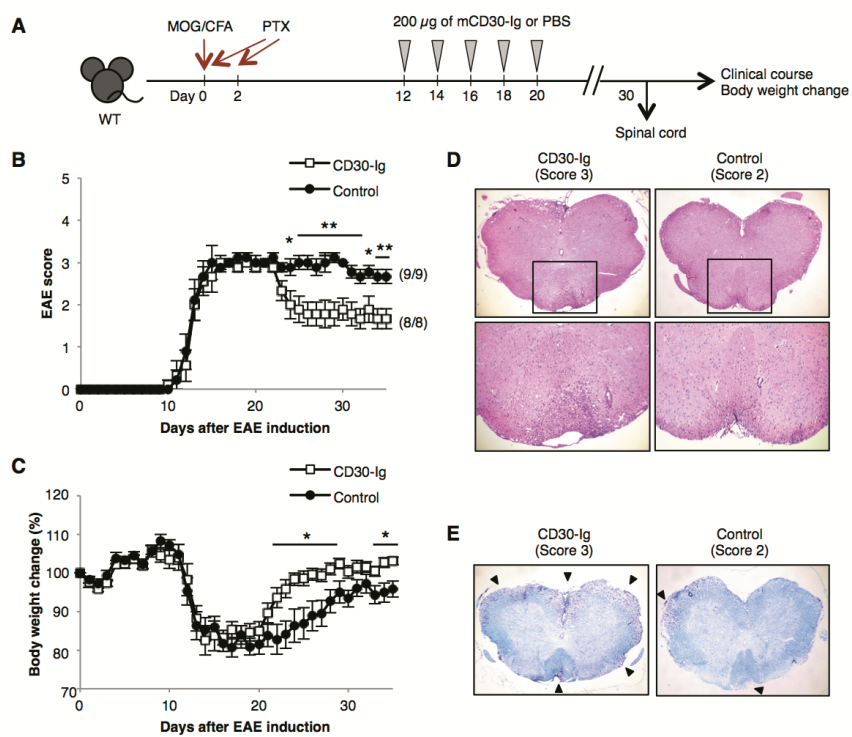 A
MOG/CFA PTX
200 µg of mCD30-Ig or PBS
WT
Day 0 2 12 14 16 18 20 30
Clinical course
Body weight change
Spinal cord
B
CD30-Ig
Control
EAE score
5
4
3
2
1
0
* ** * **
(9/9)
(8/8)
0 10 20 30
Days after EAE induction
C
CD30-Ig
Control
Body weight change (%)
120
110
100
90
80
70
* *
0 10 20 30
Days after EAE induction
D
CD30-Ig Control
(Score 3) (Score 2)
E
CD30-Ig Control
(Score 3) (Score 2)